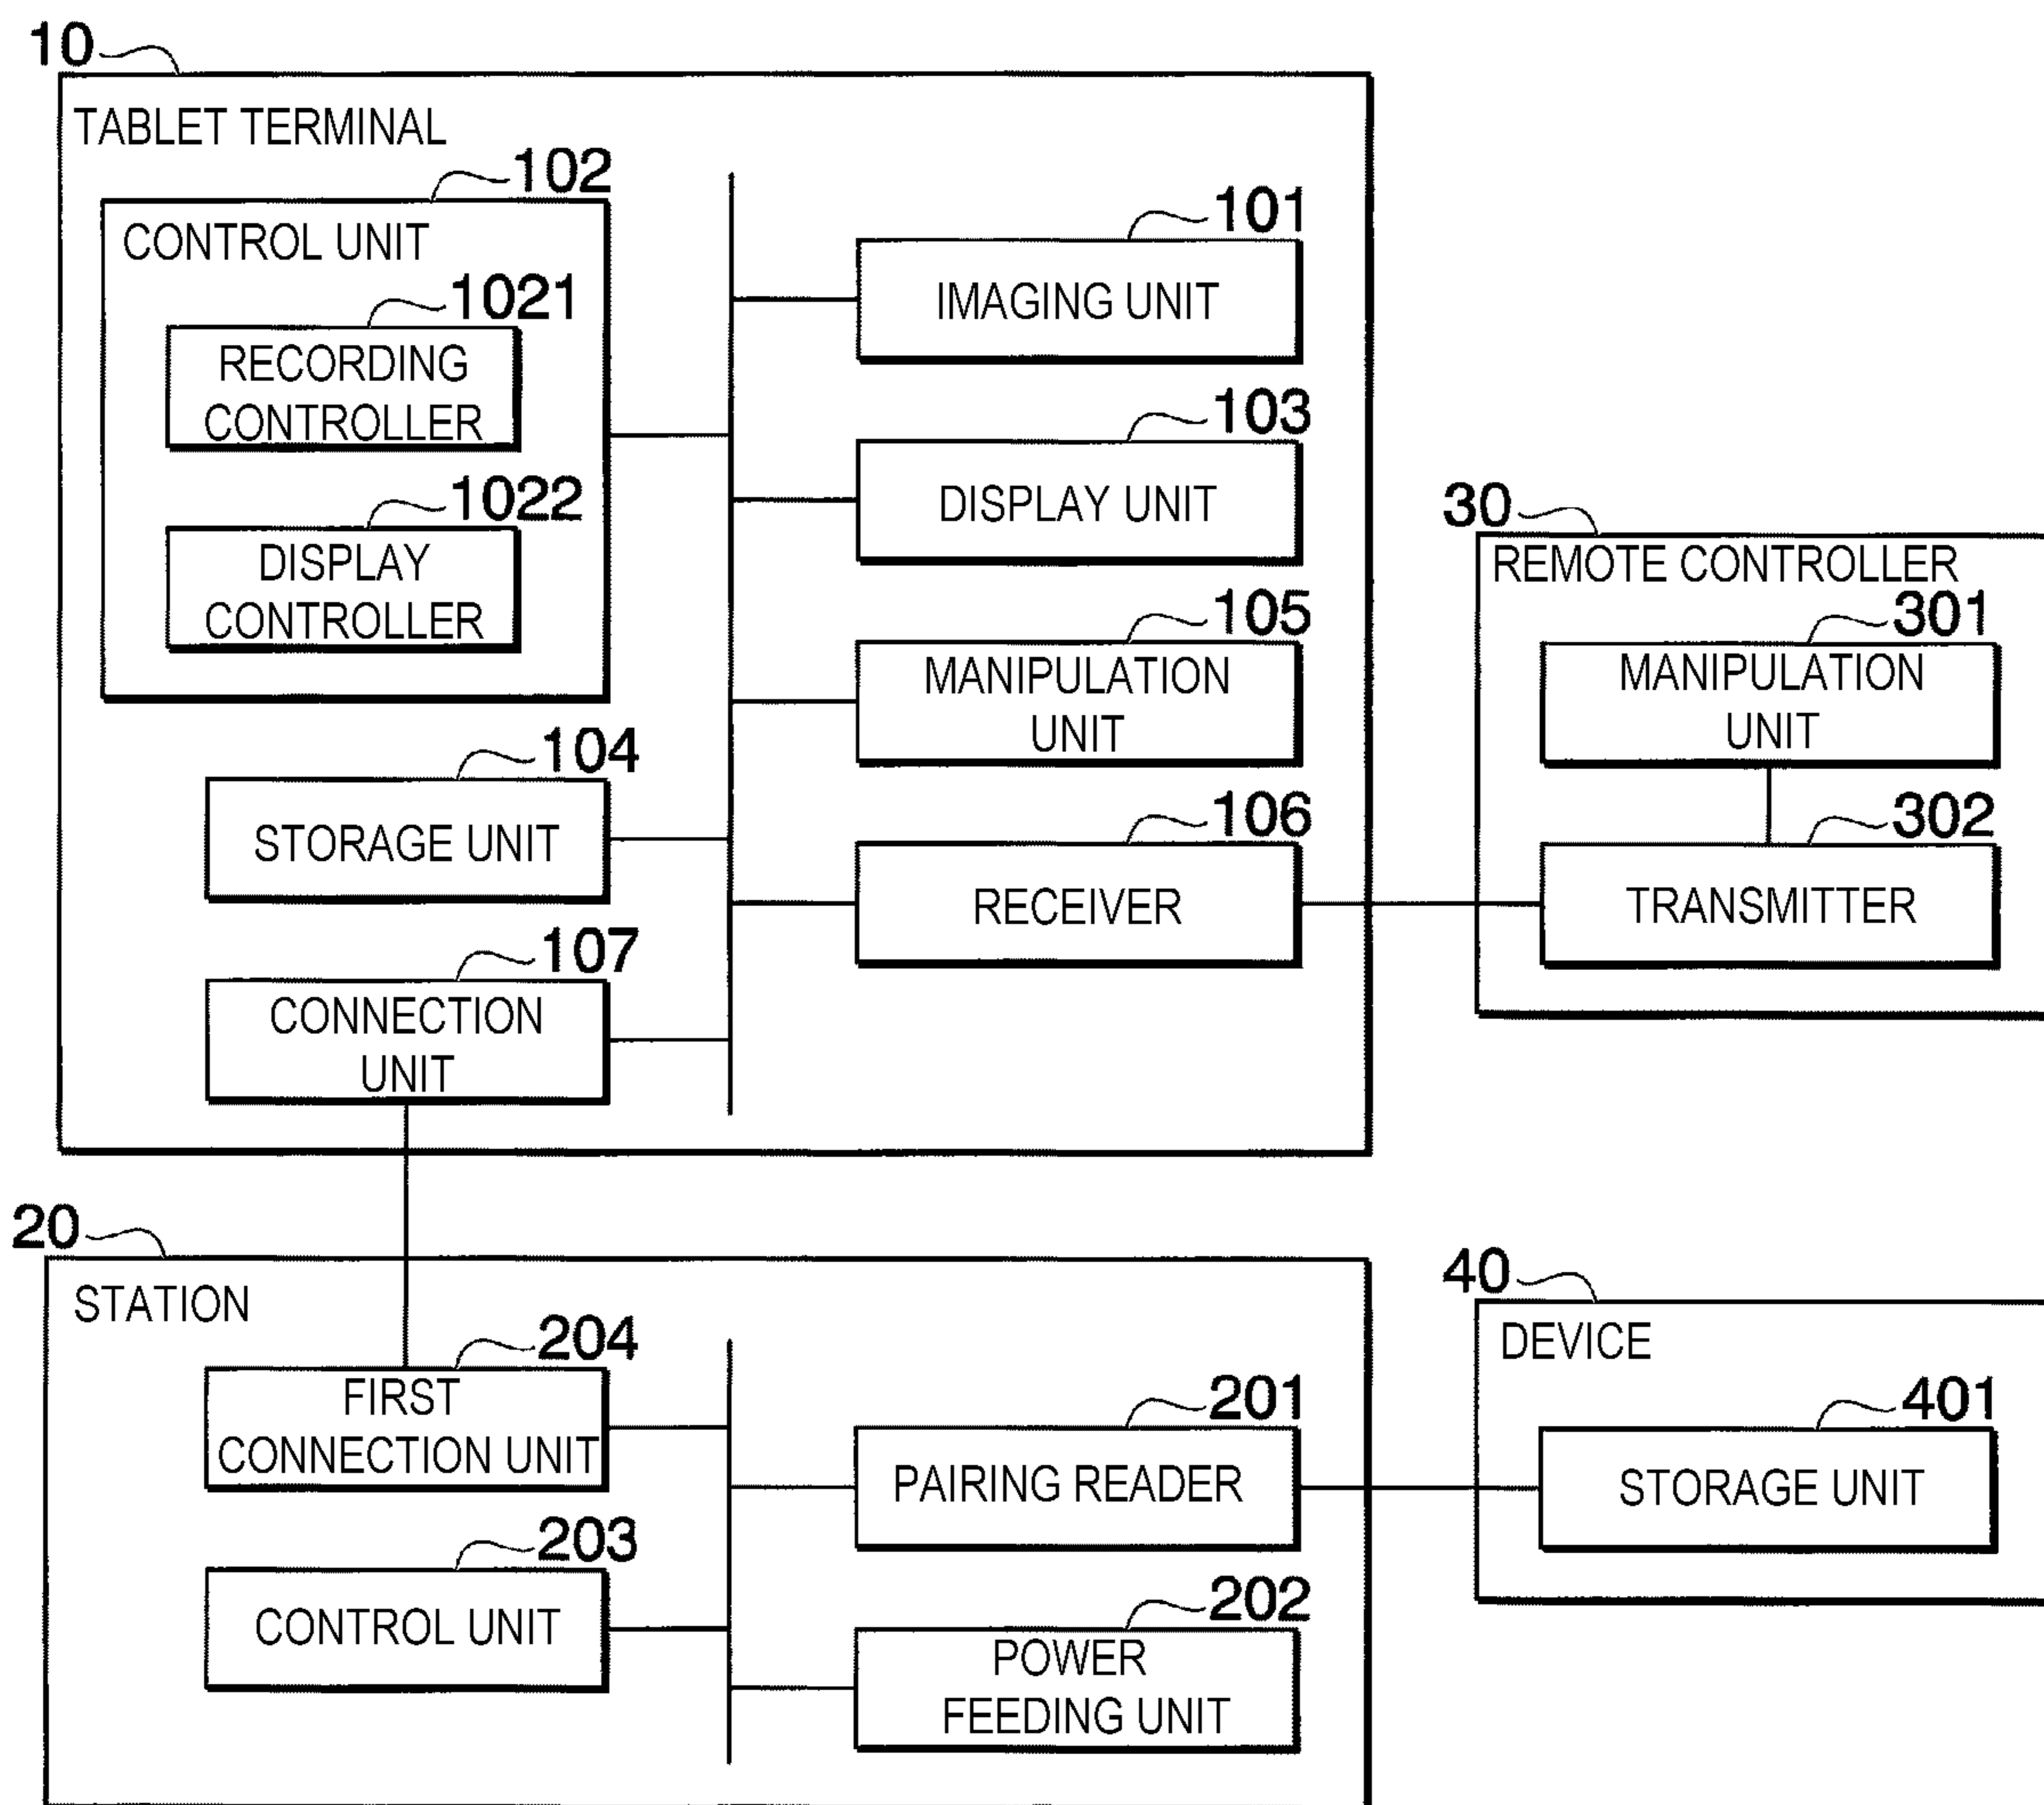 10
TABLET TERMINAL
102
CONTROL UNIT
1021
RECORDING
CONTROLLER
1022
DISPLAY
CONTROLLER
104
STORAGE UNIT
107
CONNECTION
UNIT
101
IMAGING UNIT
103
DISPLAY UNIT
105
MANIPULATION
UNIT
106
RECEIVER
30
REMOTE CONTROLLER
301
MANIPULATION
UNIT
302
TRANSMITTER
20
STATION
204
FIRST
CONNECTION UNIT
203
CONTROL UNIT
201
PAIRING READER
202
POWER
FEEDING UNIT
40
DEVICE
401
STORAGE UNIT